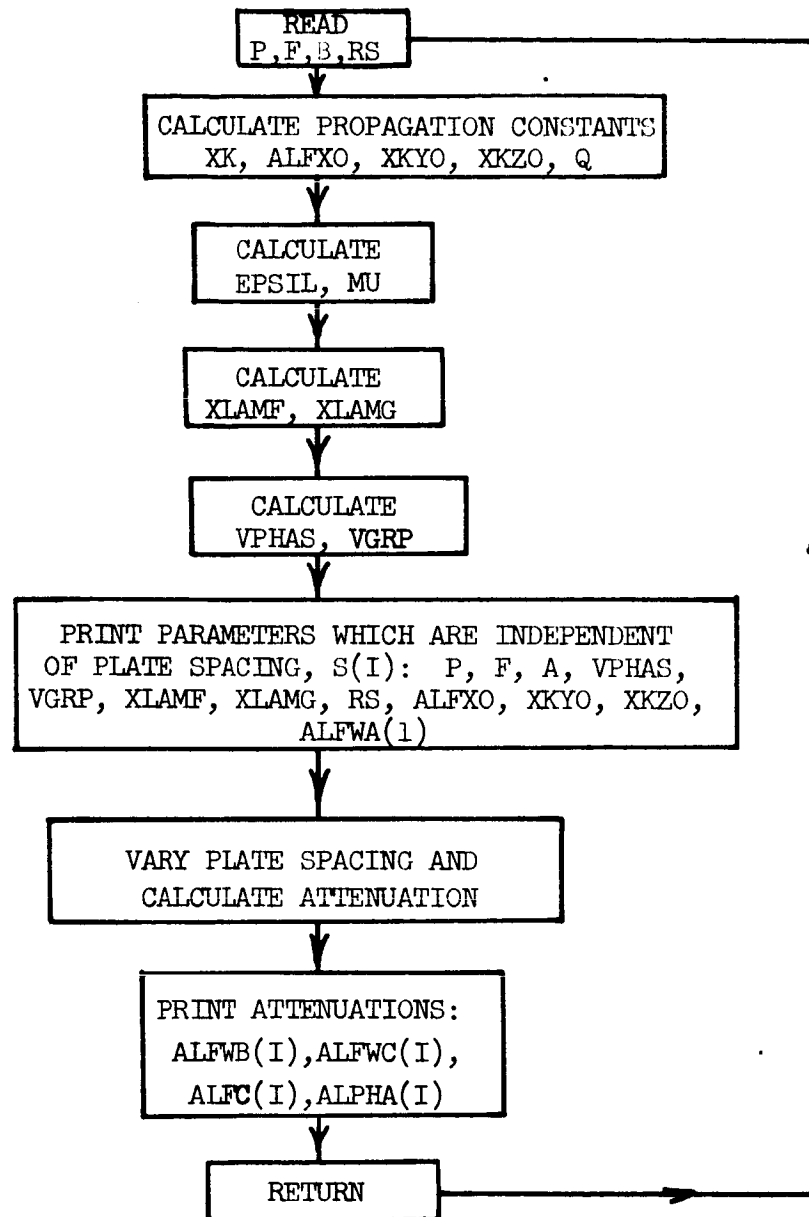 READ
P,F,B,RS
CALCULATE PROPAGATION CONSTANTS
XK, ALFXO, XKYO, XKZO, Q
CALCULATE
EPSIL, MU
CALCULATE
XLAMF, XLAMG
CALCULATE
VPHAS, VGRP
PRINT PARAMETERS WHICH ARE INDEPENDENT
OF PLATE SPACING, S(I): P, F, A, VPHAS,
VGRP, XLAMF, XLAMG, RS, ALFXO, XKYO, XKZO,
ALFWA(1)
VARY PLATE SPACING AND
CALCULATE ATTENUATION
PRINT ATTENUATIONS:
ALFWB(I),ALFWC(I),
ALFC(I),ALPHA(I)
RETURN